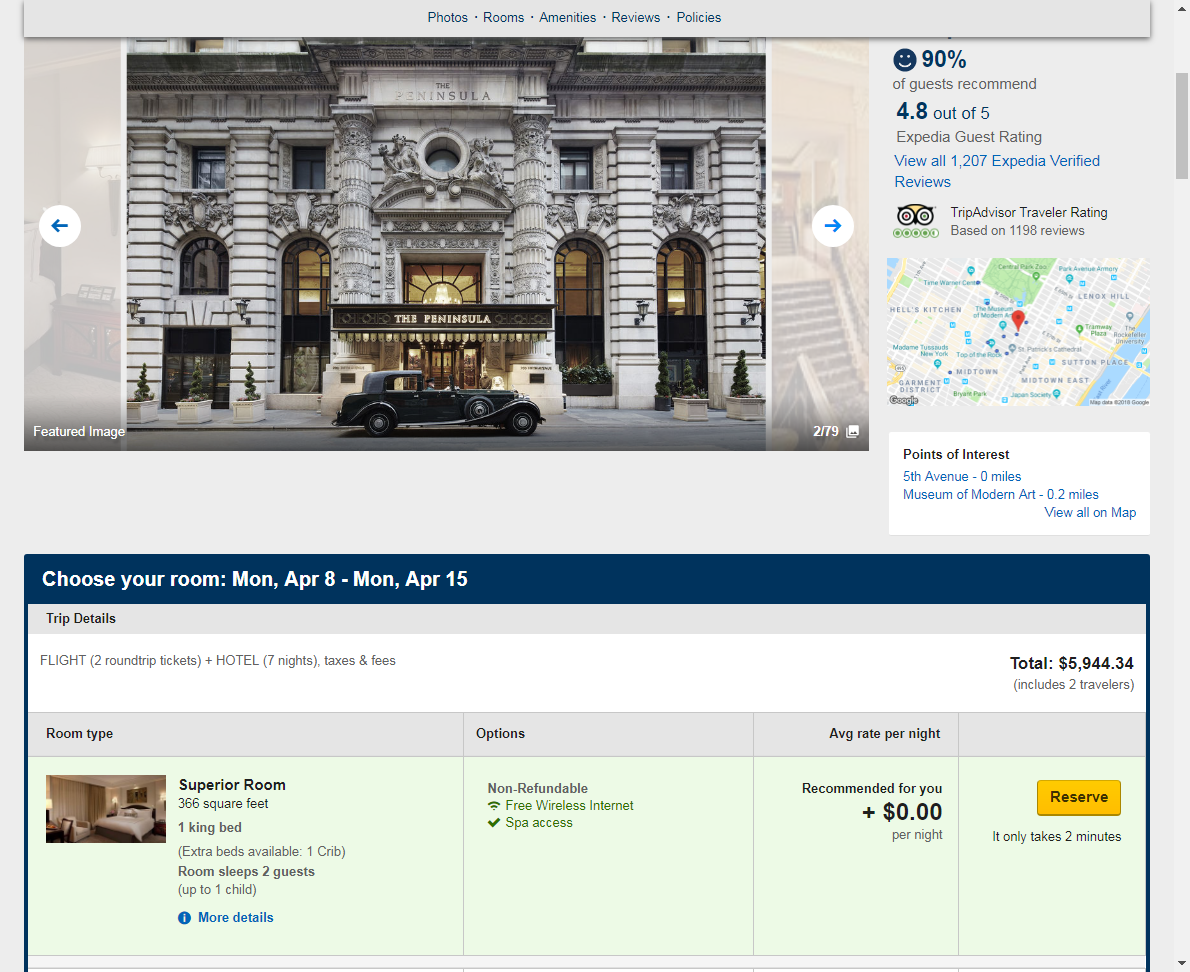 Photos · Rooms · Amenities · Reviews · Policies
THE
PENINSULA
THE PENINSULA
Featured Image
2/79
90%
of guests recommend
4.8 out of 5
Expedia Guest Rating
View all 1,207 Expedia Verified
Reviews
TripAdvisor Traveler Rating
Based on 1198 reviews
Central Park Zoo
Park Avenue Armory
Time Warner Center
LENOX HILL
HELL'S KITCHEN
The Museum
of Modern Art
Tramway
Plaza
The
Rockefeller
University
Madame Tussauds
New York
Top of the Rock
St. Patrick's Cathedral
SUTTON PLACE
MIDTOWN
MIDTOWN EAST
GARMENT
DISTRICT
Bryant Park
Japan Society
Google
Map data ©2018 Google
Points of Interest
5th Avenue - 0 miles
Museum of Modern Art - 0.2 miles
View all on Map
Choose your room: Mon, Apr 8 - Mon, Apr 15
Trip Details
FLIGHT (2 roundtrip tickets) + HOTEL (7 nights), taxes & fees
Total: $5,944.34
(includes 2 travelers)
Room type
Options
Avg rate per night
Superior Room
366 square feet
1 king bed
(Extra beds available: 1 Crib)
Room sleeps 2 guests
(up to 1 child)
More details
Non-Refundable
Free Wireless Internet
Spa access
Recommended for you
+ $0.00
per night
Reserve
It only takes 2 minutes